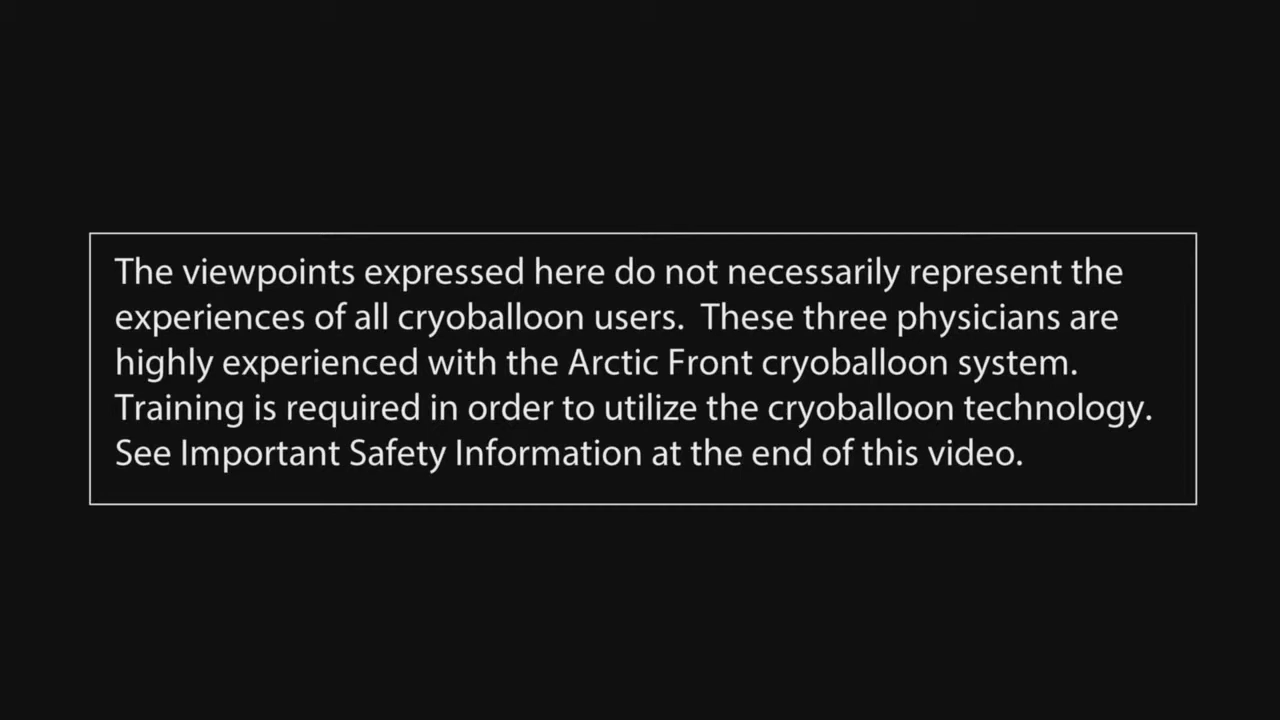 The viewpoints expressed here do not necessarily represent the
experiences of all cryoballoon users.  These three physicians are
highly experienced with the Arctic Front cryoballoon system.
Training is required in order to utilize the cryoballoon technology.
See Important Safety Information at the end of this video.